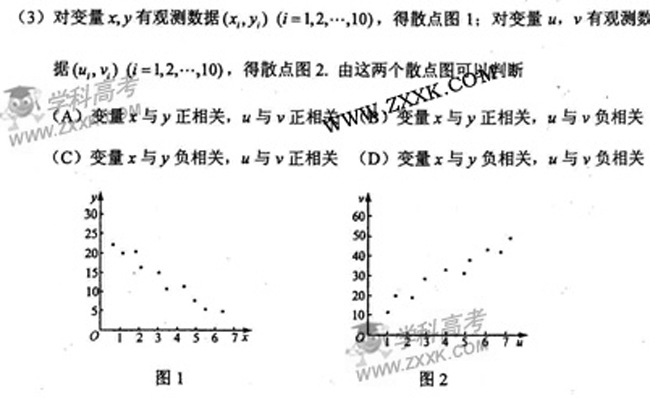 (3) 对变量 x, y 有观测数据 (xᵢ, yᵢ) (i=1,2,⋯,10), 得散点图 1; 对变量 u, v 有观测数
据 (uᵢ, vᵢ) (i=1,2,⋯,10), 得散点图 2. 由这两个散点图可以判断
(A) 变量 x 与 y 正相关, u 与 v 正相关 (B) 变量 x 与 y 正相关, u 与 v 负相关
(C) 变量 x 与 y 负相关, u 与 v 正相关 (D) 变量 x 与 y 负相关, u 与 v 负相关
学科高考
WWW.ZXXK.COM
WWW.ZXXK.COM
y
30
25
20
15
10
5
O 1 2 3 4 5 6 7 x
图 1
v
60
50
40
30
20
10
O 1 2 3 4 5 6 7 u
图 2
学科高考
ZXXK.COM